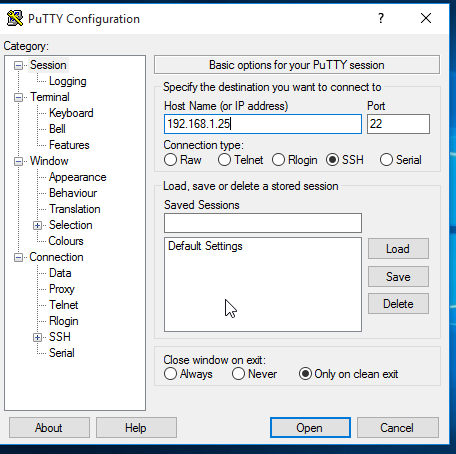 PuTTY Configuration
?
Category:
Session
Logging
Terminal
Keyboard
Bell
Features
Window
Appearance
Behaviour
Translation
Selection
Colours
Connection
Data
Proxy
Telnet
Rlogin
SSH
Serial
Basic options for your PuTTY session
Specify the destination you want to connect to
Host Name (or IP address) Port
192.168.1.25 22
Connection type:
Raw Telnet Rlogin SSH Serial
Load, save or delete a stored session
Saved Sessions
Default Settings
Load
Save
Delete
Close window on exit:
Always Never Only on clean exit
About Help Open Cancel